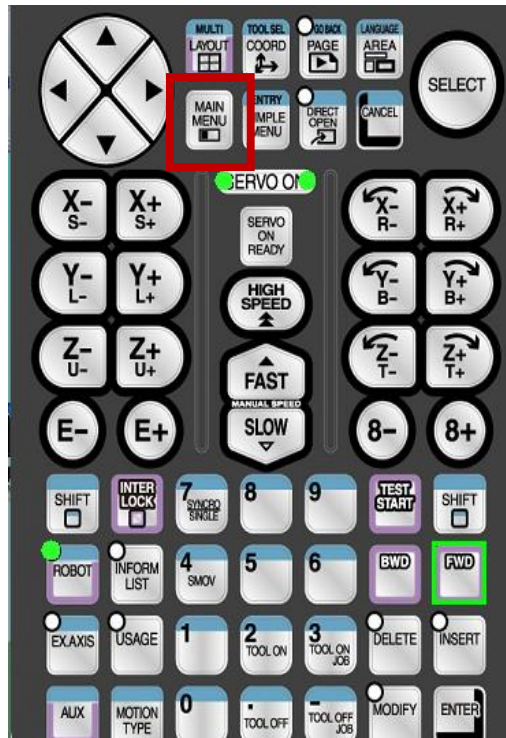 MULTI
LAYOUT
TOOL SEL
COORD
GO BACK
PAGE
LANGUAGE
AREA
SELECT
MAIN
MENU
ENTRY
IMPLE
MENU
DIRECT
OPEN
CANCEL
SERVO ON
X-
S-
X+
S+
SERVO
ON
READY
X-
R-
X+
R+
Y-
L-
Y+
L+
HIGH
SPEED
Y-
B-
Y+
B+
Z-
U-
Z+
U+
FAST
MANUAL SPEED
SLOW
Z-
T-
Z+
T+
E-
E+
8-
8+
SHIFT
INTER
LOCK
7
SYNCRO
SINGLE
8
9
TEST
START
SHIFT
ROBOT
INFORM
LIST
4
SMOV
5
6
BWD
FWD
EX.AXIS
USAGE
1
2
TOOL ON
3
TOOL ON
JOB
DELETE
INSERT
AUX
MOTION
TYPE
0
.
TOOL OFF
-
TOOL OFF
JOB
MODIFY
ENTER